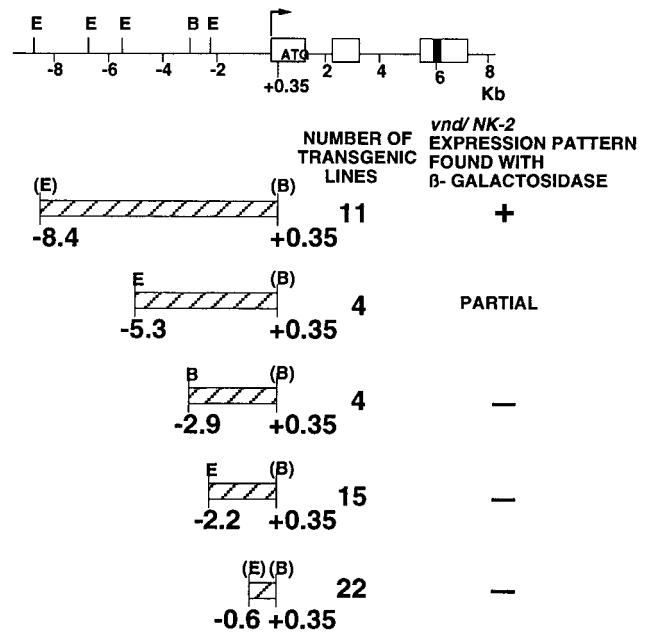 E E E B E
ATG
-8 -6 -4 -2 2 4 6 8
+0.35
Kb
NUMBER OF
TRANSGENIC
LINES
vnd/ NK-2
EXPRESSION PATTERN
FOUND WITH
ß- GALACTOSIDASE
(E) (B)
11 +
-8.4 +0.35
E (B)
4 PARTIAL
-5.3 +0.35
B (B)
4 —
-2.9 +0.35
E (B)
15 —
-2.2 +0.35
(E) (B)
22 —
-0.6 +0.35